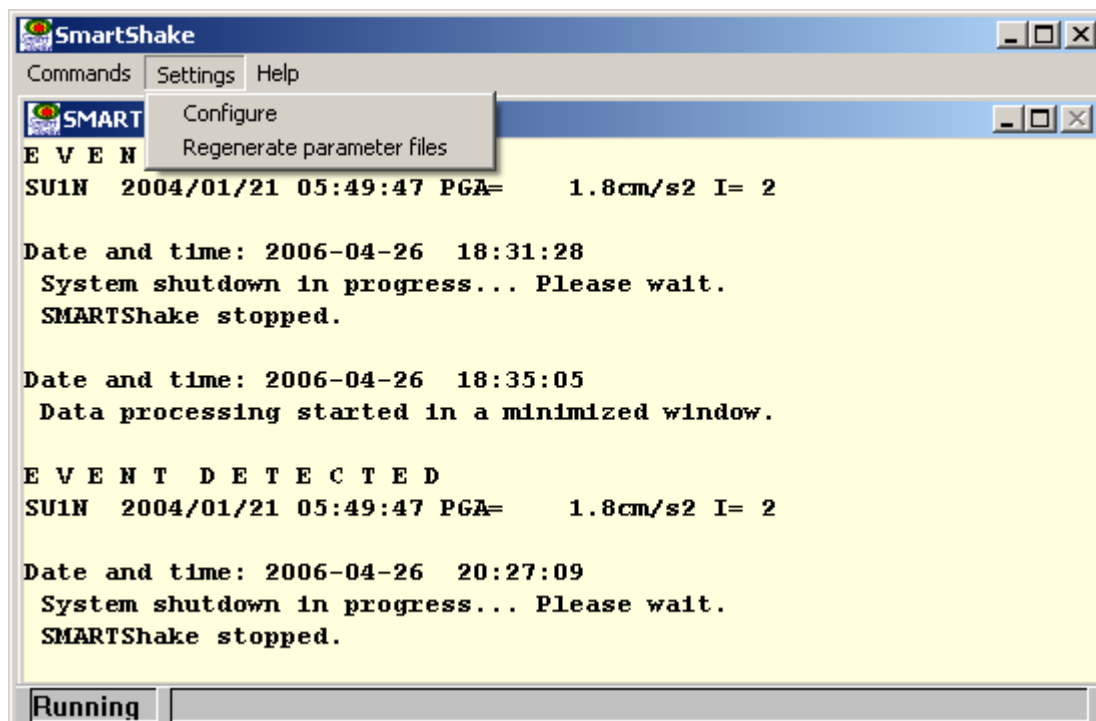 SmartShake
Commands Settings Help
Configure
Regenerate parameter files
SMART
E V E N
SU1N 2004/01/21 05:49:47 PGA= 1.8cm/s2 I= 2
Date and time: 2006-04-26 18:31:28
System shutdown in progress... Please wait.
SMARTShake stopped.
Date and time: 2006-04-26 18:35:05
Data processing started in a minimized window.
E V E N T D E T E C T E D
SU1N 2004/01/21 05:49:47 PGA= 1.8cm/s2 I= 2
Date and time: 2006-04-26 20:27:09
System shutdown in progress... Please wait.
SMARTShake stopped.
Running